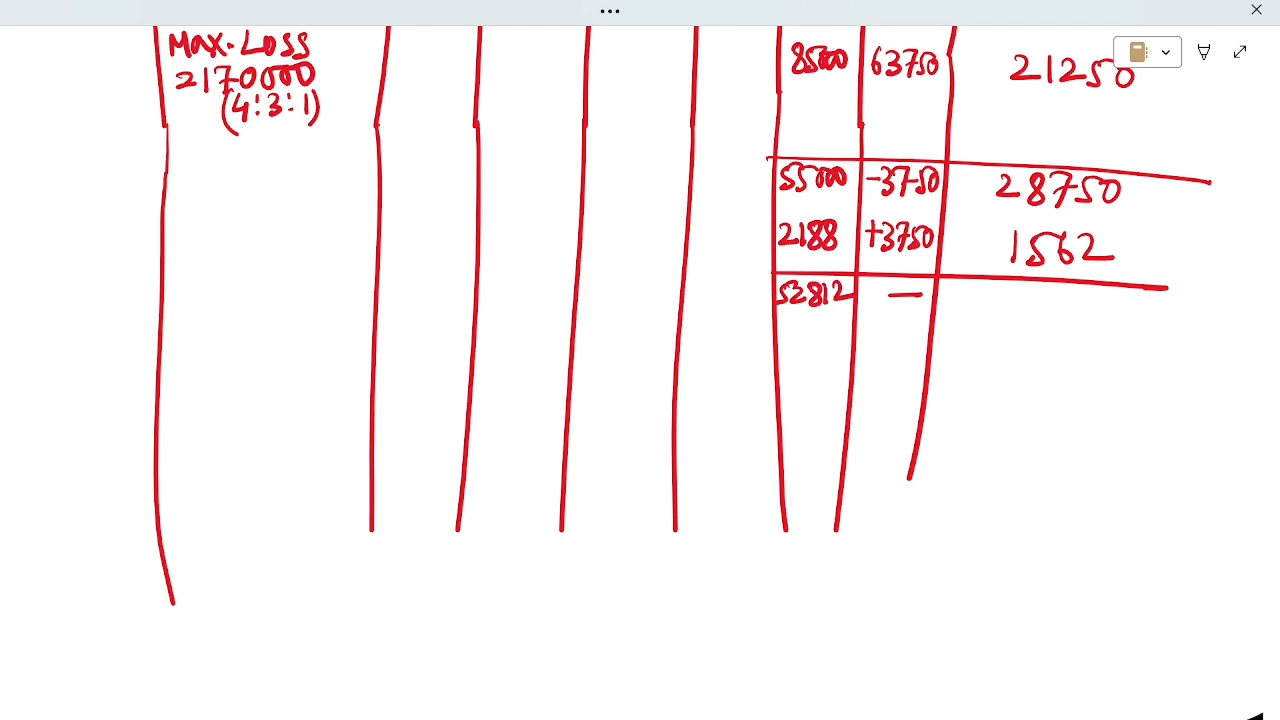 Max. Loss 85000 63750 21250
2170000
(4:3:1)
55000 -3750 28750
2188 +3750 1562
52812 —